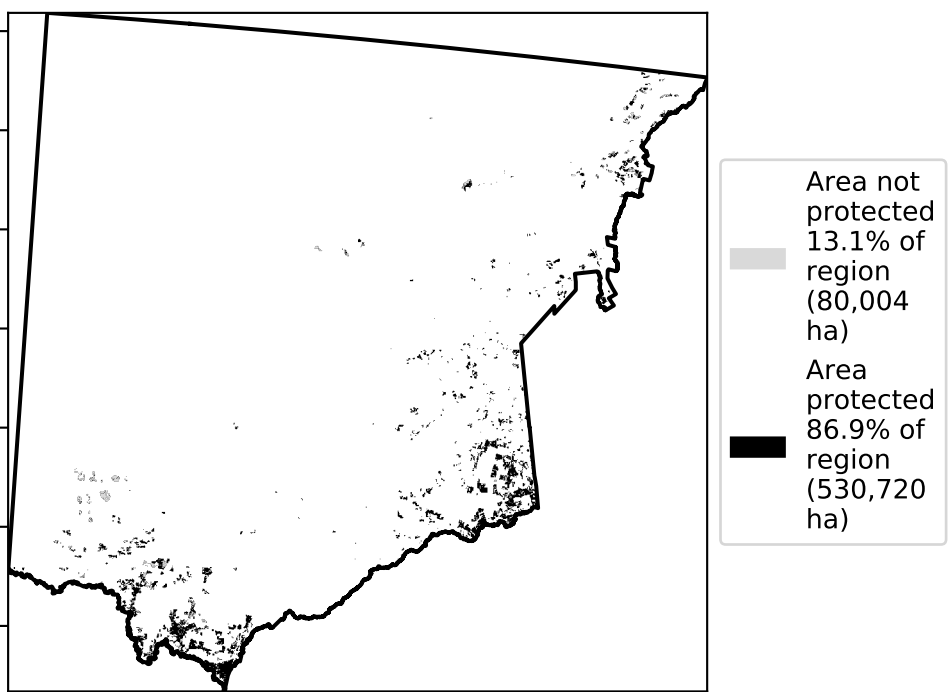 Area not
protected
13.1% of
region
(80,004
ha)
Area
protected
86.9% of
region
(530,720
ha)